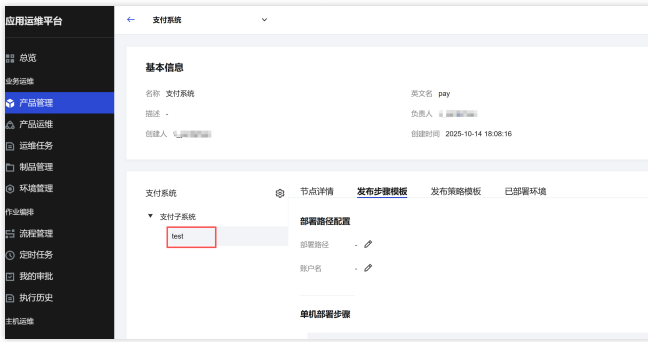 应用运维平台
← 支付系统
总览
业务运维
产品管理
产品运维
运维任务
制品管理
环境管理
作业编排
流程管理
定时任务
我的审批
执行历史
主机运维
基本信息
名称 支付系统
英文名 pay
描述 -
负责人
创建人
创建时间 2025-10-14 18:08:16
支付系统
支付子系统
test
节点详情 发布步骤模板 发布策略模板 已部署环境
部署路径配置
部署路径 -
账户名 -
单机部署步骤